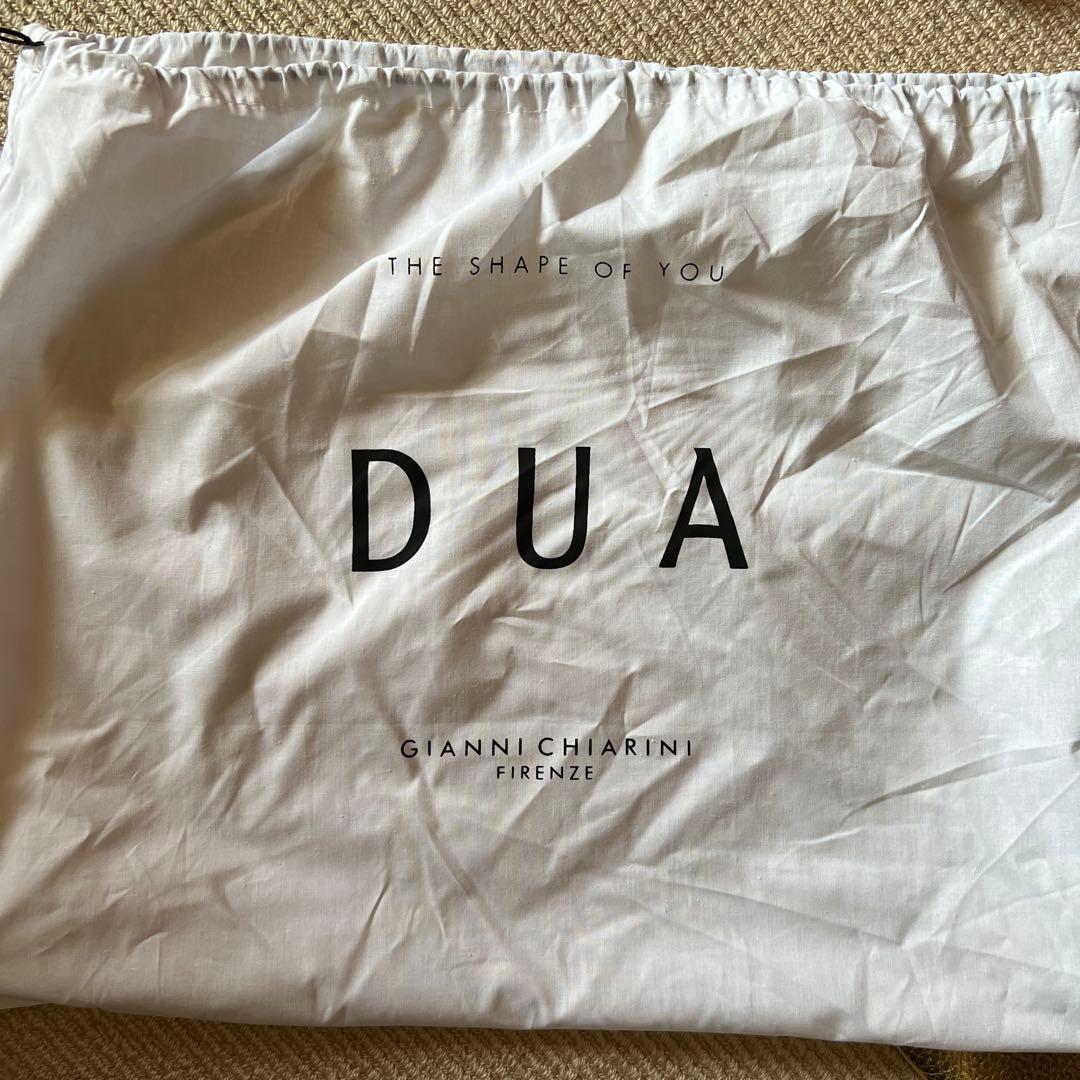 THE SHAPE OF YOU
DUA
GIANNI CHIARINI
FIRENZE